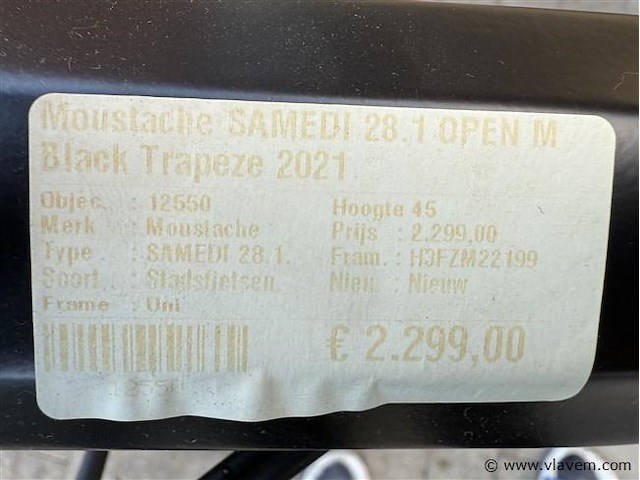 Moustache SAMEDI 28.1 OPEN M
Black Trapeze 2021
Objec. : 12550
Merk : Moustache
Type : SAMEDI 28.1.
Soort : Stadsfietsen
Frame : Uni
Hoogte 45
Prijs : 2.299,00
Fram. : H3FZM22199
Nieu. : Nieuw
€ 2.299,00
12550
© www.vlavem.com